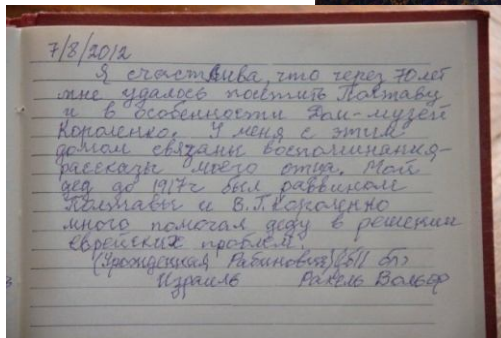 7/8/2012
Я счастлива, что через 70 лет
мне удалось посетить Полтаву
и в особенности Дом-музей
Короленко. У меня с этим
домом связаны воспоминания-
рассказы моего отца. Мой
дед до 1917г был раввином
Полтавы и В.Г. Короленко
много помогал деду в решении
еврейских проблем.
(Урожденная Рабинович)
Израиль Рахель Вольф